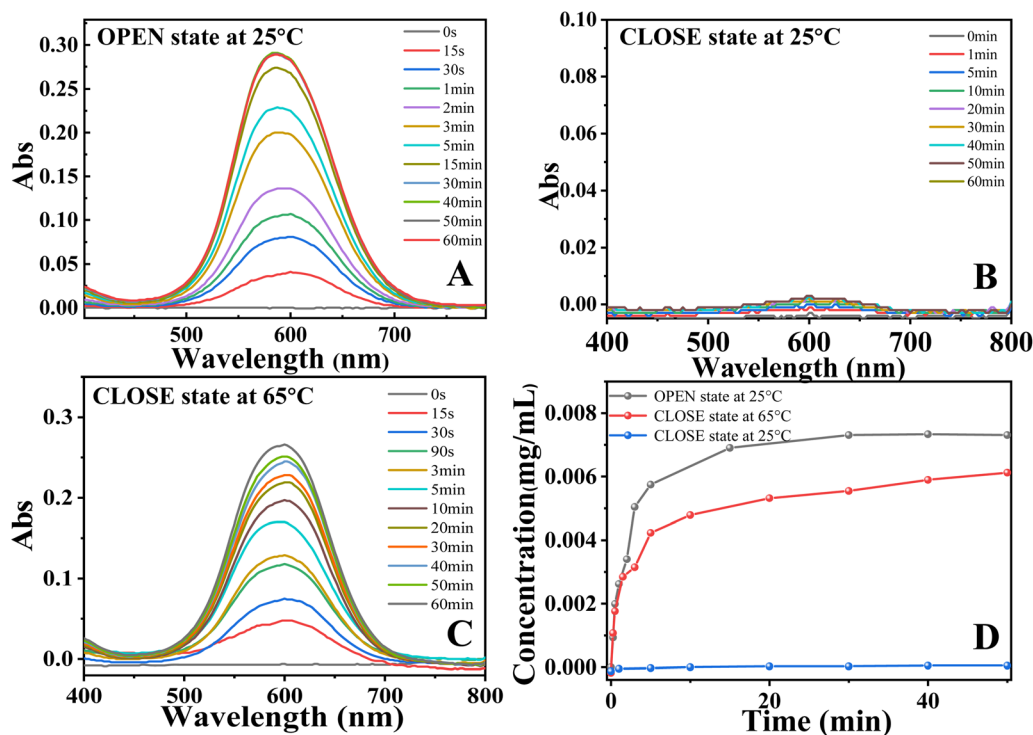 OPEN state at 25°C
0s
15s
30s
1min
2min
3min
5min
15min
30min
40min
50min
60min
0.30
0.25
0.20
0.15
0.10
0.05
0.00
Abs
A
500 600 700
Wavelength (nm)
CLOSE state at 25°C
0min
1min
5min
10min
20min
30min
40min
50min
60min
0.10
0.08
0.06
0.04
0.02
0.00
Abs
B
400 500 600 700 800
Wavelength (nm)
CLOSE state at 65°C
0s
15s
30s
90s
3min
5min
10min
20min
30min
40min
50min
60min
0.3
0.2
0.1
0.0
Abs
C
400 500 600 700 800
Wavelength (nm)
OPEN state at 25°C
CLOSE state at 65°C
CLOSE state at 25°C
0.008
0.006
0.004
0.002
0.000
Concentration(mg/mL)
D
0 20 40
Time (min)